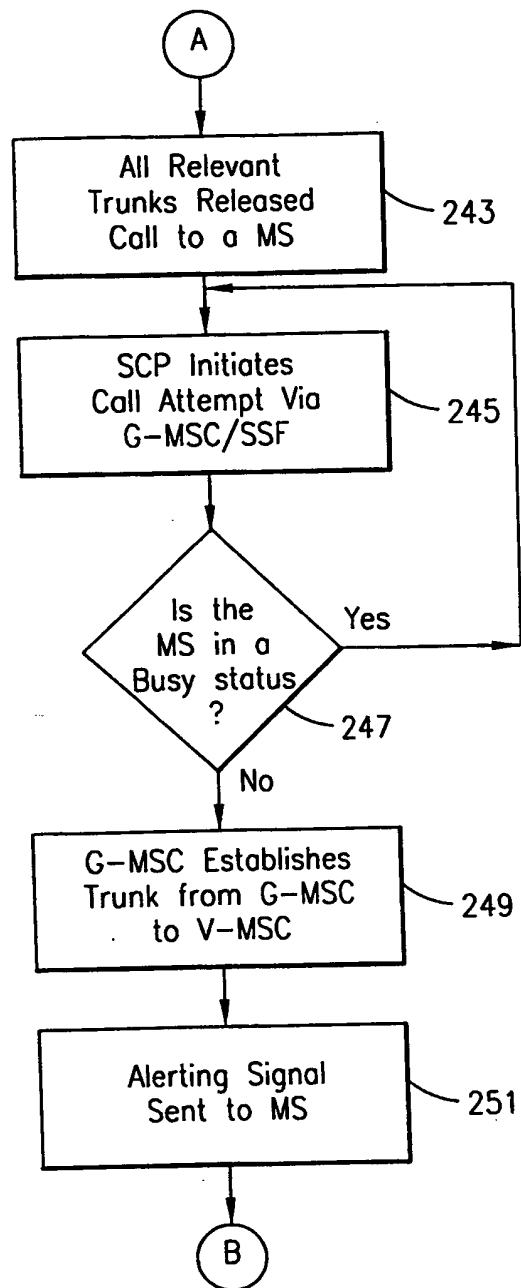 A
All Relevant
Trunks Released
Call to a MS
243
SCP Initiates
Call Attempt Via
G-MSC/SSF
245
Is the
MS in a
Busy status
?
Yes
247
No
G-MSC Establishes
Trunk from G-MSC
to V-MSC
249
Alerting Signal
Sent to MS
251
B